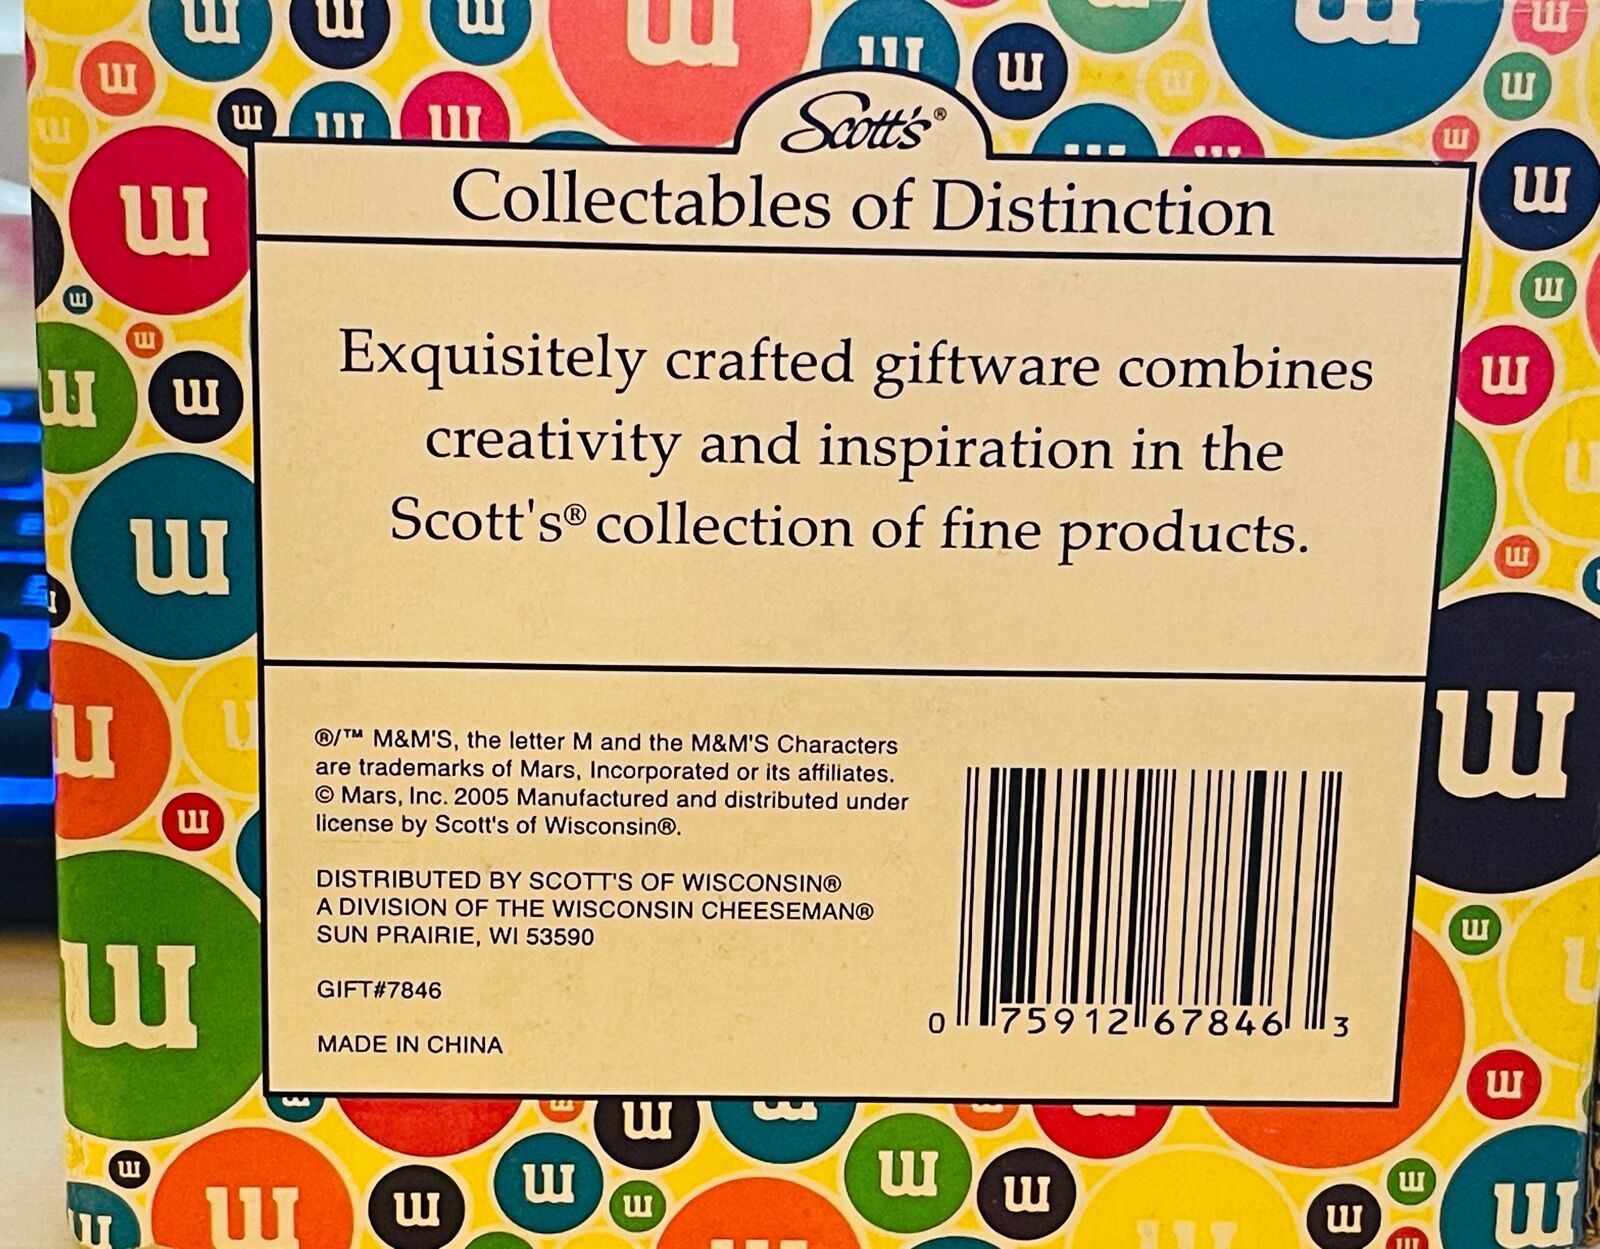 Scott's®
Collectables of Distinction
Exquisitely crafted giftware combines
creativity and inspiration in the
Scott's® collection of fine products.
®/™ M&M'S, the letter M and the M&M'S Characters
are trademarks of Mars, Incorporated or its affiliates.
© Mars, Inc. 2005 Manufactured and distributed under
license by Scott's of Wisconsin®.
DISTRIBUTED BY SCOTT'S OF WISCONSIN®
A DIVISION OF THE WISCONSIN CHEESEMAN®
SUN PRAIRIE, WI 53590
GIFT#7846
MADE IN CHINA
0 75912 67846 3